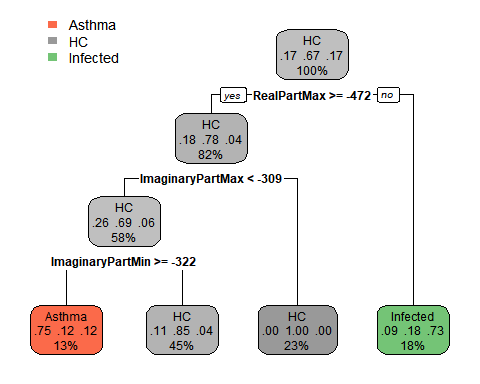 Asthma
HC
Infected
HC
.17 .67 .17
100%
yes RealPartMax >= -472 no
HC
.18 .78 .04
82%
ImaginaryPartMax < -309
HC
.26 .69 .06
58%
ImaginaryPartMin >= -322
Asthma
.75 .12 .12
13%
HC
.11 .85 .04
45%
HC
.00 1.00 .00
23%
Infected
.09 .18 .73
18%